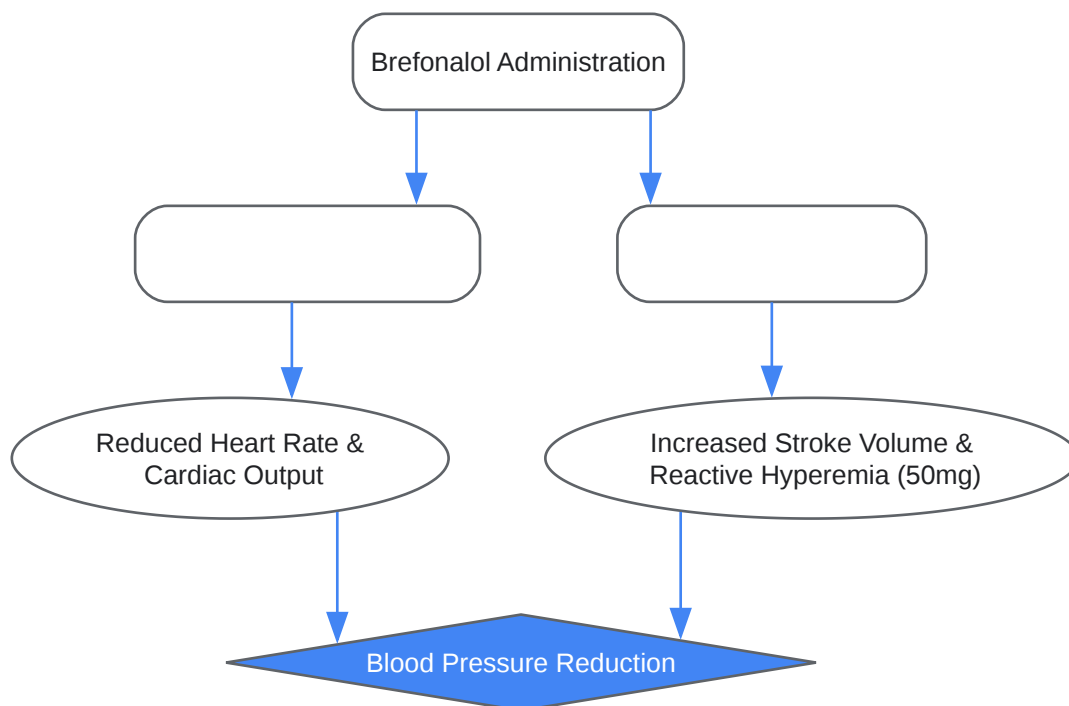 Brefonalol Administration
Reduced Heart Rate &
Cardiac Output
Increased Stroke Volume &
Reactive Hyperemia (50mg)
Blood Pressure Reduction